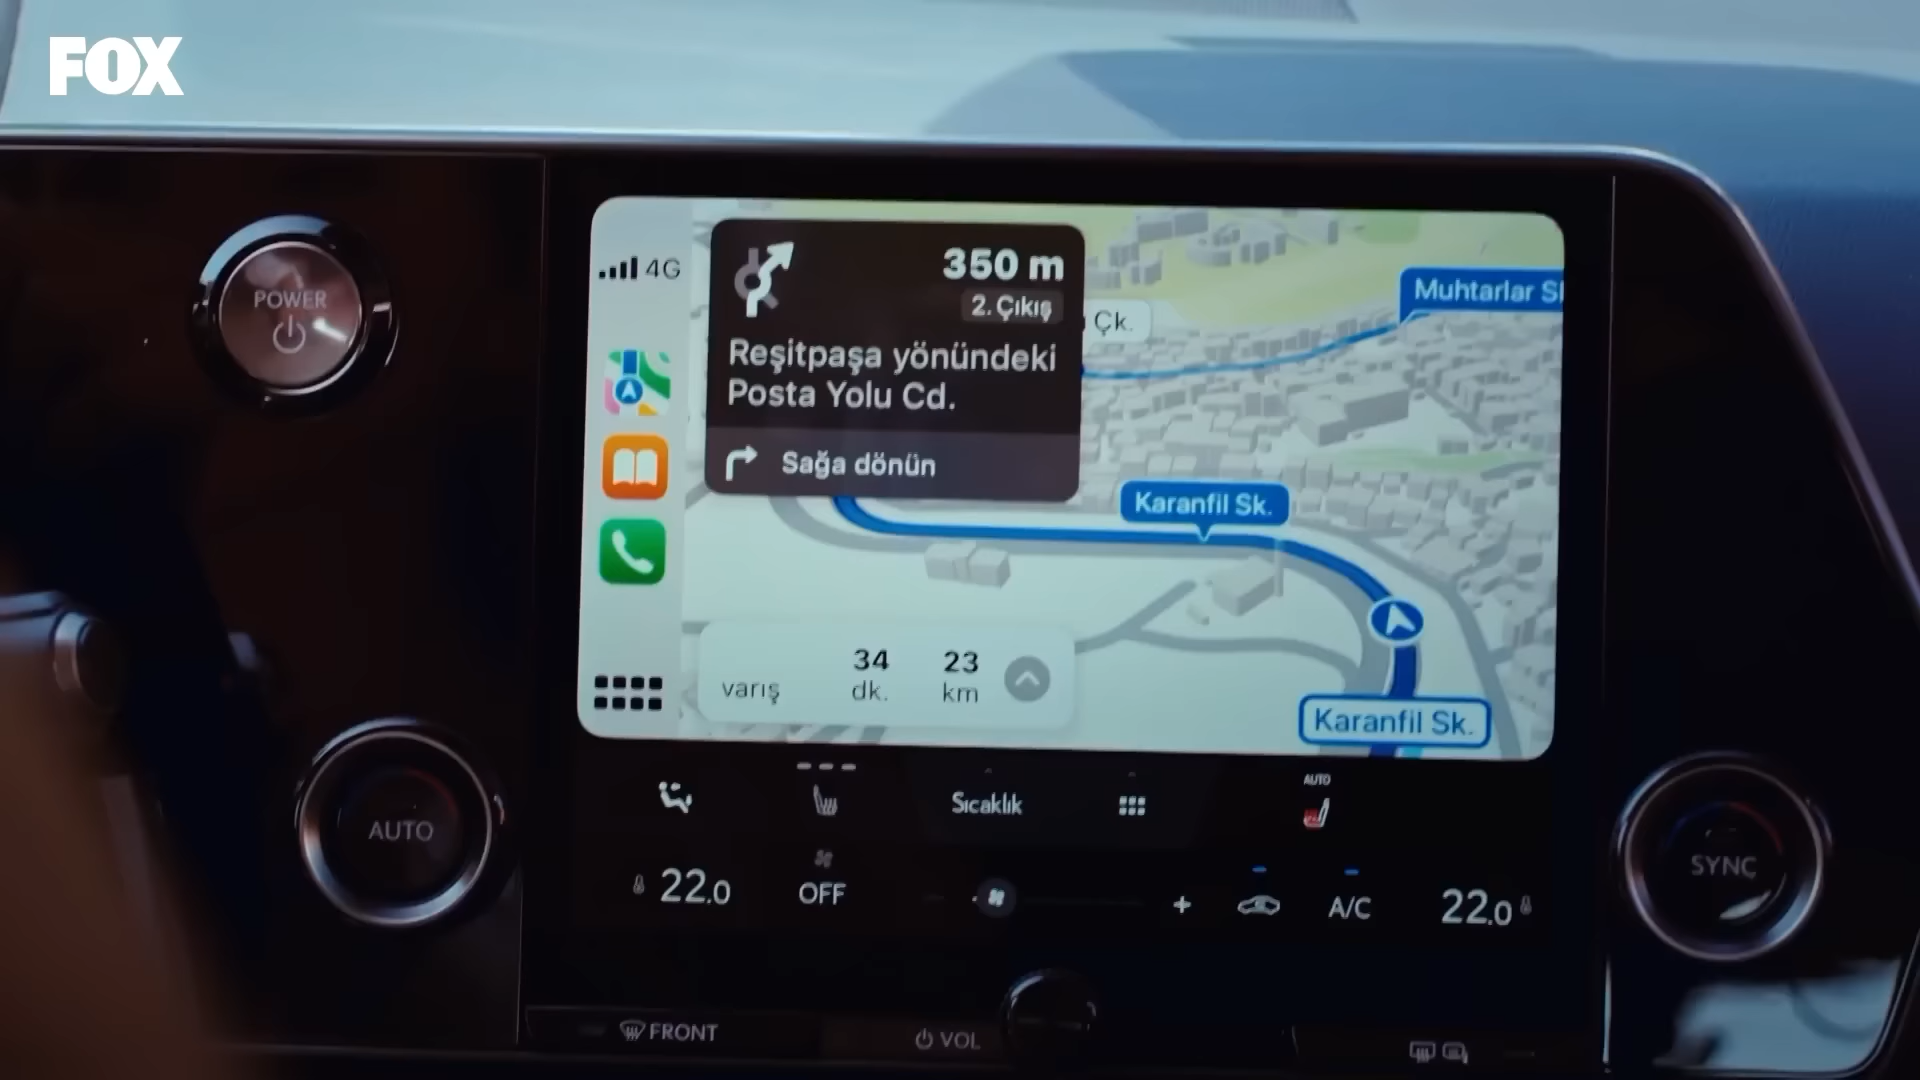 FOX
POWER
4G
350 m
2. Çıkış
Reşitpaşa yönündeki
Posta Yolu Cd.
Sağa dönün
Çk.
Muhtarlar S
Karanfil Sk.
34
23
varış
dk.
km
Karanfil Sk.
AUTO
Sıcaklık
AUTO
22.0
OFF
+
A/C
22.0
SYNC
FRONT
VOL